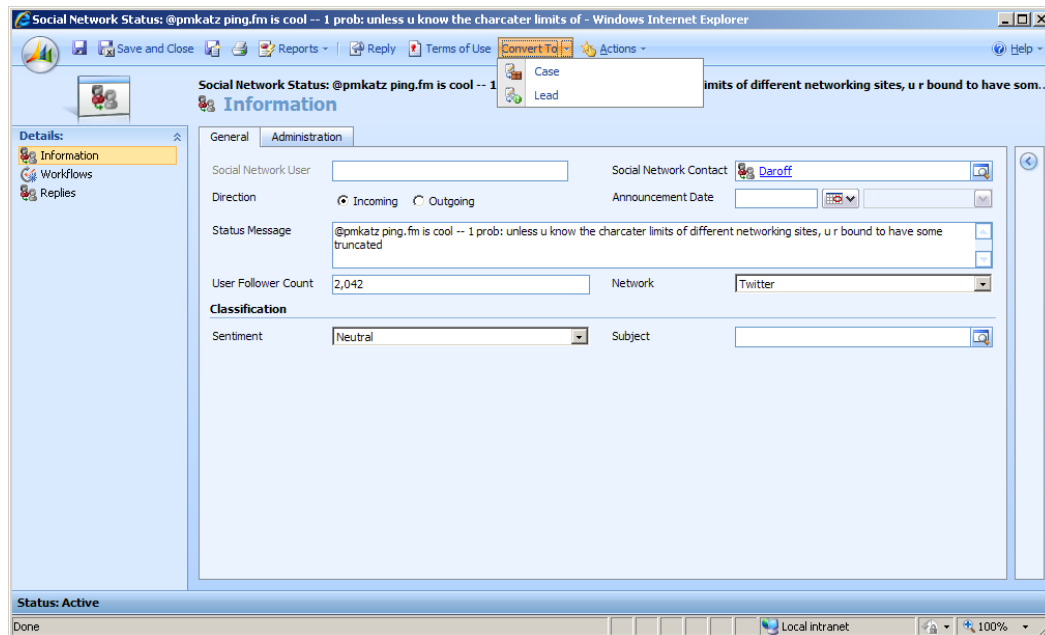 Social Network Status: @pmkatz ping.fm is cool -- 1 prob: unless u know the charcater limits of - Windows Internet Explorer
Save and Close Reports Reply Terms of Use Convert To Actions Help
Case
Lead
Social Network Status: @pmkatz ping.fm is cool -- 1 imits of different networking sites, u r bound to have som...
Information
Details:
Information
Workflows
Replies
General Administration
Social Network User Social Network Contact Daroff
Direction Incoming Outgoing Announcement Date
Status Message @pmkatz ping.fm is cool -- 1 prob: unless u know the charcater limits of different networking sites, u r bound to have some
truncated
User Follower Count 2,042 Network Twitter
Classification
Sentiment Neutral Subject
Status: Active
Done Local intranet 100%